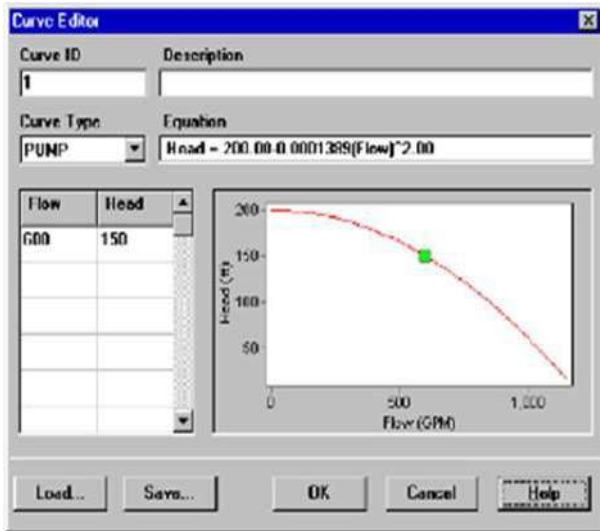 Curve Editor
Curve ID Description
1
Curve Type Equation
PUMP Head = 200.00-0.0001389(Flow)^2.00
Flow Head
600 150
200
150
100
50
Head (ft)
0 500 1,000
Flow (GPM)
Load... Save... OK Cancel Help